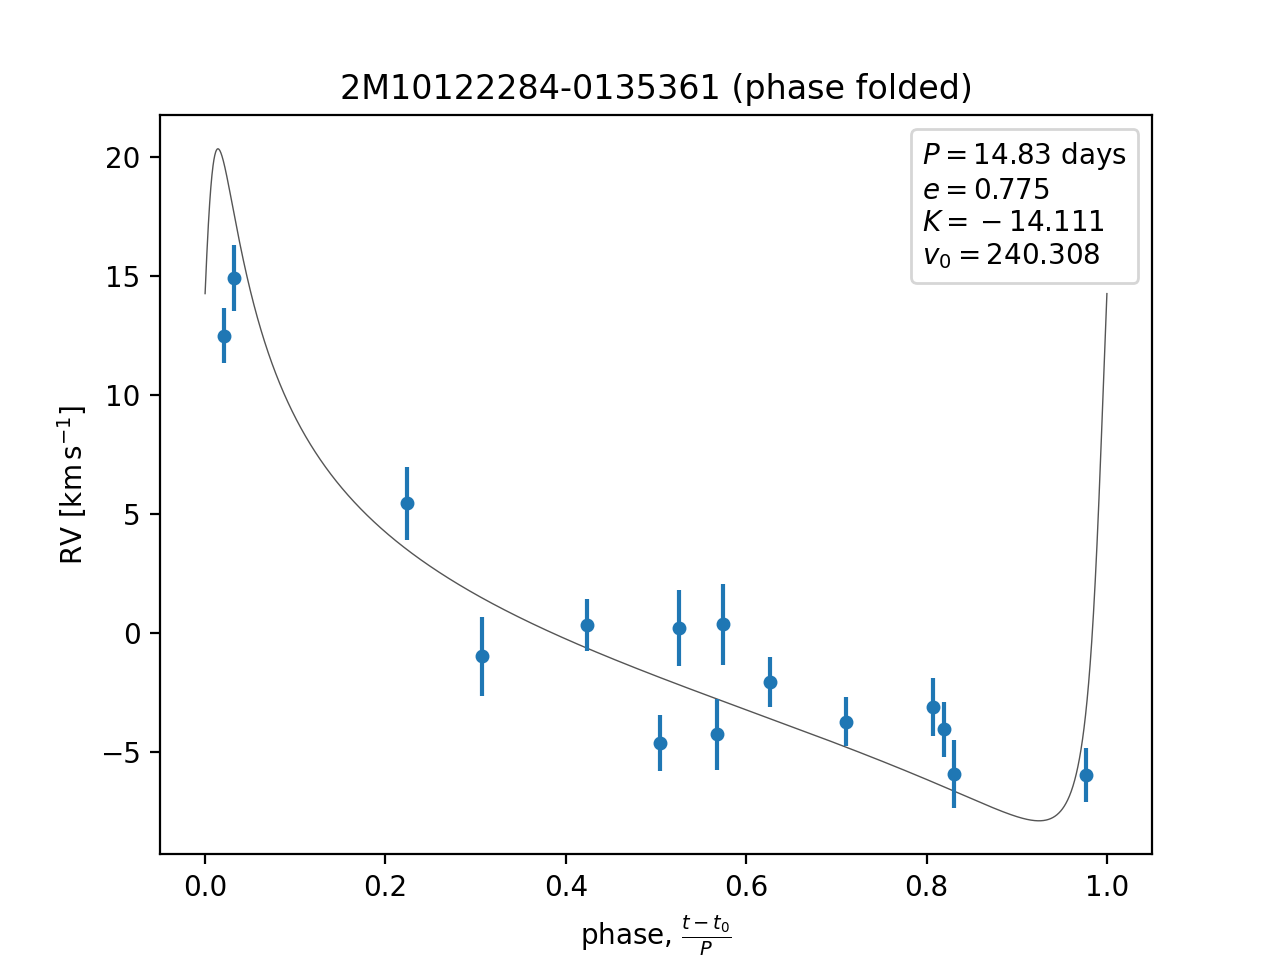 2M10122284-0135361 (phase folded)
P = 14.83 days
e = 0.775
K = −14.111
v₀ = 240.308
RV [km s⁻¹]
20
15
10
5
0
−5
0.0 0.2 0.4 0.6 0.8 1.0
phase, (t − t₀)/P